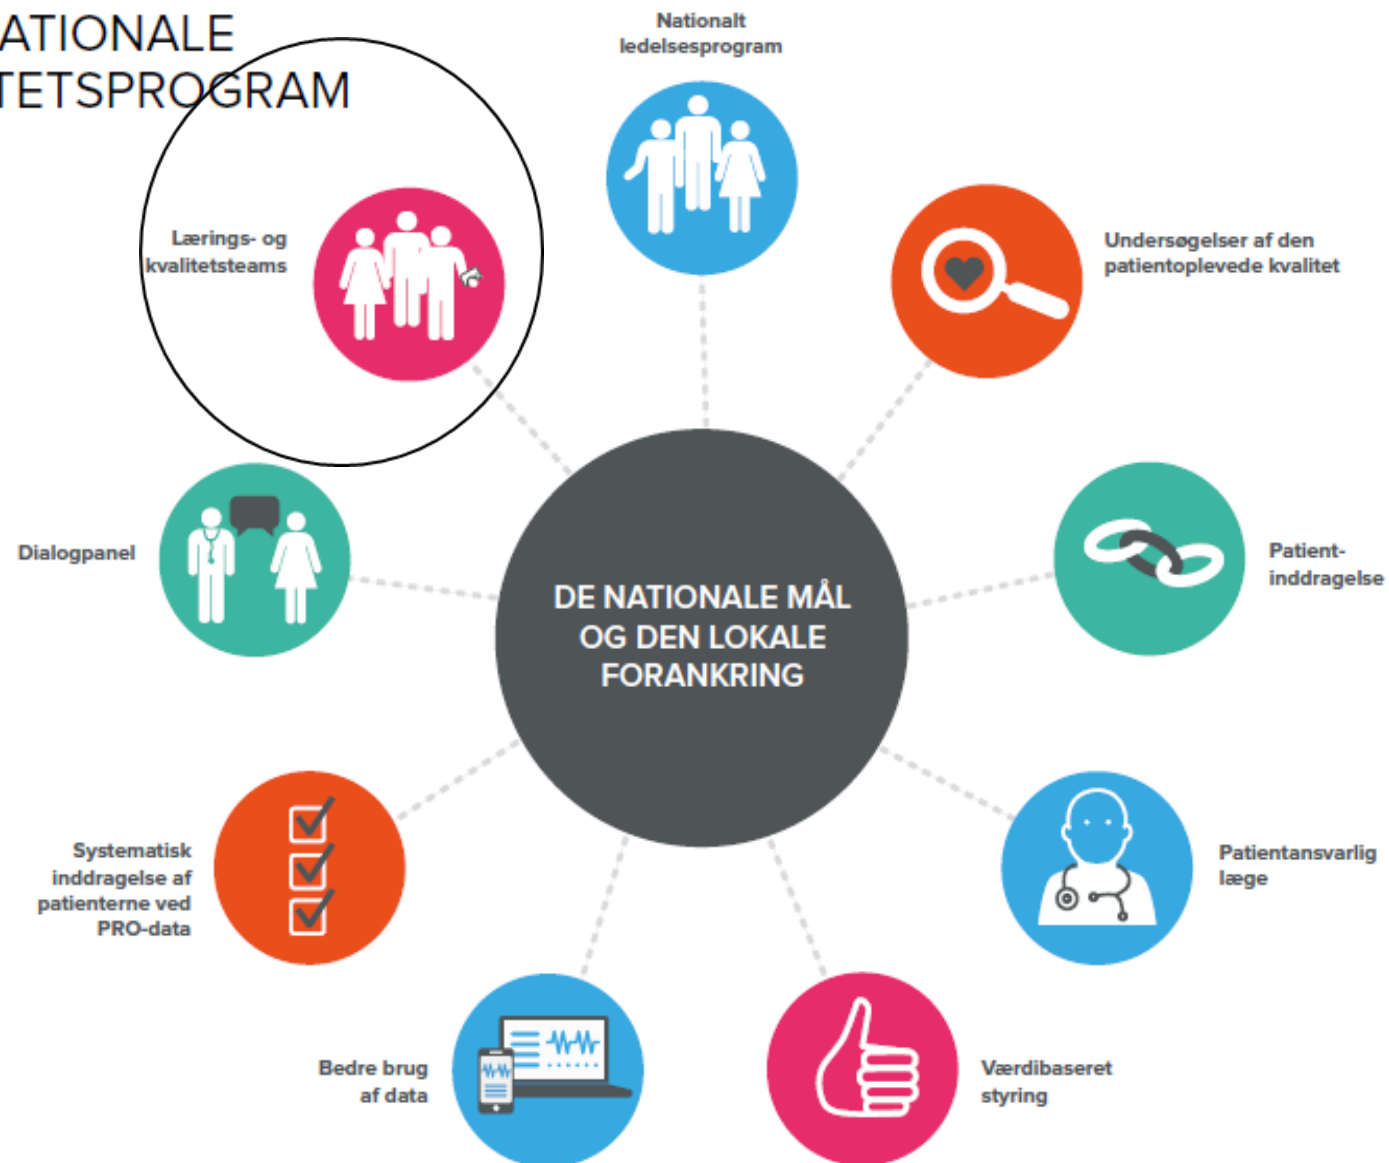 ATIONALE
TETSPROGRAM
Nationalt
ledelsesprogram
Undersøgelser af den
patientoplevede kvalitet
Patient-
inddragelse
Patientansvarlig
læge
Værdibaseret
styring
Bedre brug
af data
Systematisk
inddragelse af
patienterne ved
PRO-data
Dialogpanel
Lærings- og
kvalitetsteams
DE NATIONALE MÅL
OG DEN LOKALE
FORANKRING